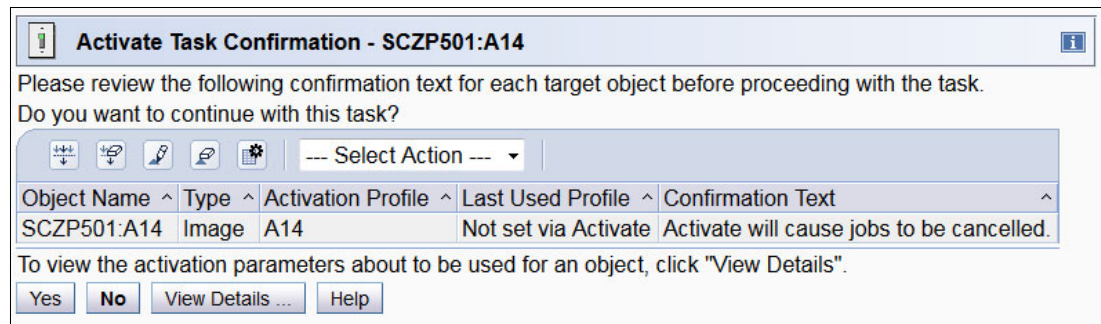 Activate Task Confirmation - SCZP501:A14
Please review the following confirmation text for each target object before proceeding with the task.
Do you want to continue with this task?
--- Select Action ---
Object Name ^ Type ^ Activation Profile ^ Last Used Profile ^ Confirmation Text ^
SCZP501:A14 Image A14 Not set via Activate Activate will cause jobs to be cancelled.
To view the activation parameters about to be used for an object, click "View Details".
Yes No View Details ... Help